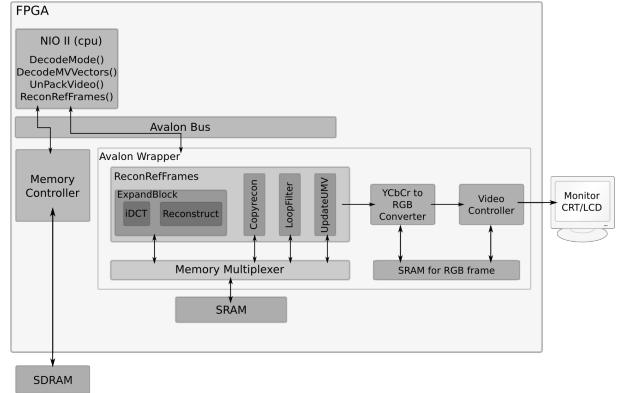 FPGA
NIO II (cpu)
DecodeMode()
DecodeMVVectors()
UnPackVideo()
ReconRefFrames()
Avalon Bus
Memory
Controller
Avalon Wrapper
ReconRefFrames
ExpandBlock
iDCT
Reconstruct
Copyrecon
LoopFilter
UpdateUMV
YCbCr to
RGB
Converter
Video
Controller
Monitor
CRT/LCD
Memory Multiplexer
SRAM for RGB frame
SRAM
SDRAM